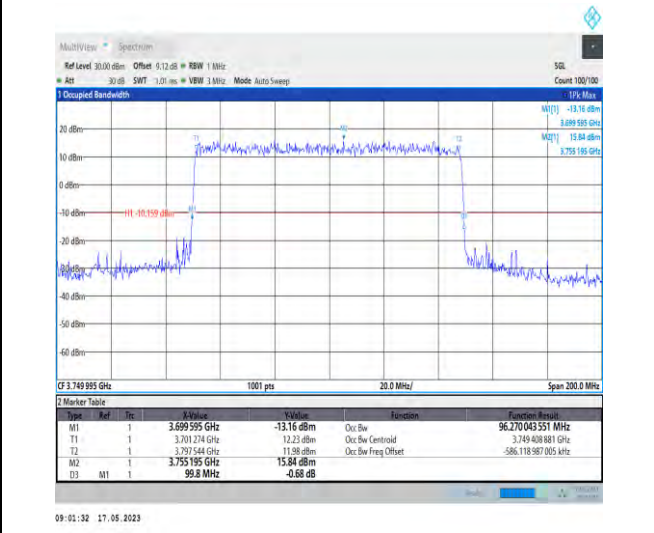 MultiView Spectrum
Ref Level 30.00 dBm Offset 9.12 dB RBW 1 MHz SGL
Att 30 dB SWT 1.01 ms VBW 3 MHz Mode Auto Sweep Count 100/100
1 Occupied Bandwidth 1Pk Max
M1[1] -13.16 dBm
3.699 595 GHz
M2[1] 15.84 dBm
3.755 195 GHz
20 dBm
T1 M2 T2
10 dBm
0 dBm
-10 dBm H1 -10.159 dBm M1
-20 dBm
-30 dBm
-40 dBm
-50 dBm
-60 dBm
CF 3.749 995 GHz 1001 pts 20.0 MHz/ Span 200.0 MHz
2 Marker Table
Type Ref Trc X-Value Y-Value Function Function Result
M1 1 3.699 595 GHz -13.16 dBm Occ Bw 96.270 043 551 MHz
T1 1 3.701 274 GHz 12.23 dBm Occ Bw Centroid 3.749 408 881 GHz
T2 1 3.797 544 GHz 11.98 dBm Occ Bw Freq Offset -586.118 987 005 kHz
M2 1 3.755 195 GHz 15.84 dBm
D3 M1 1 99.8 MHz -0.68 dB
09:01:32 17.05.2023